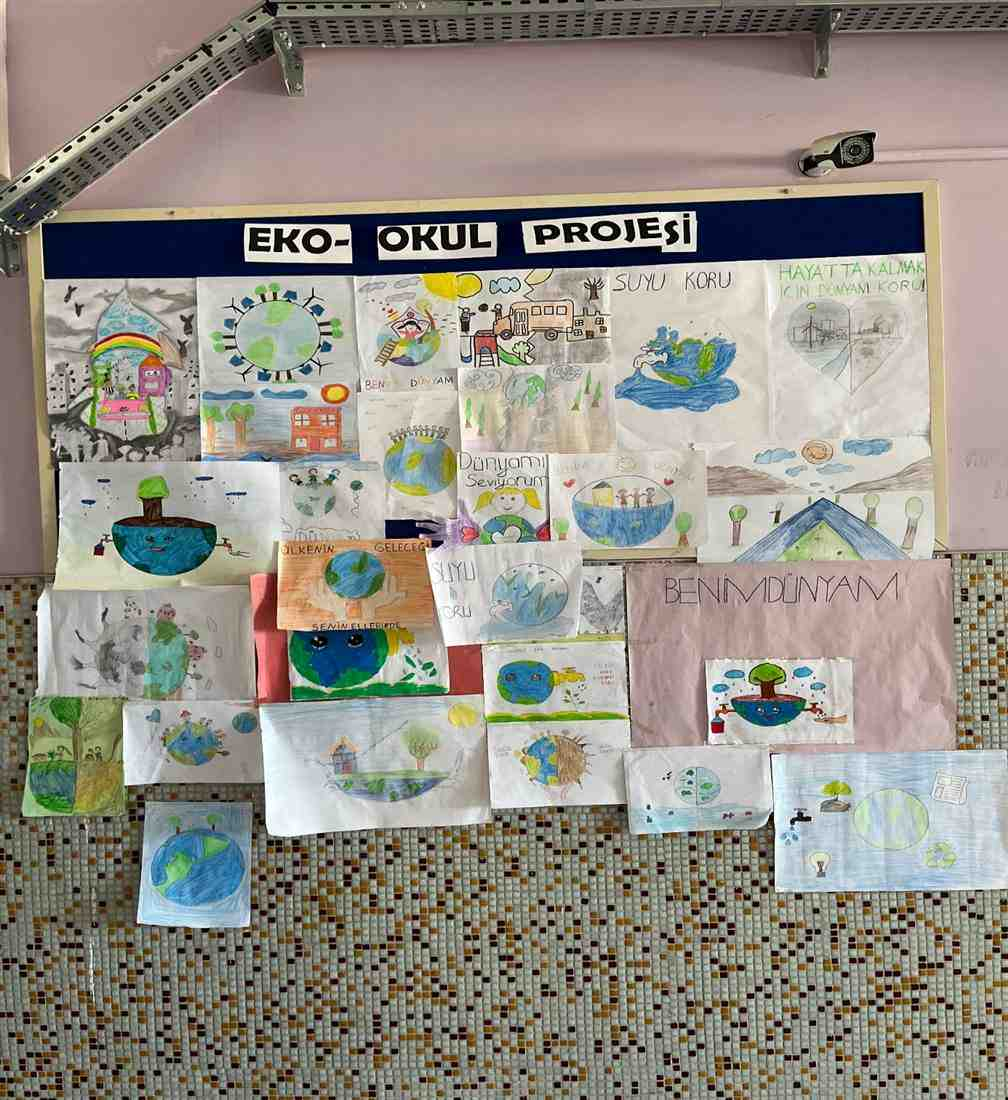 EKO- OKUL PROJESİ
SUYU KORU
HAYATTA KALMAK
İÇİN DÜNYAMI KORU!
BENİM DÜNYAM
Dünyamı
Seviyorum
ÜLKENİN GELECEĞİ
SENİN ELLERİNDE
SUYU
KORU
BENİMDÜNYAM